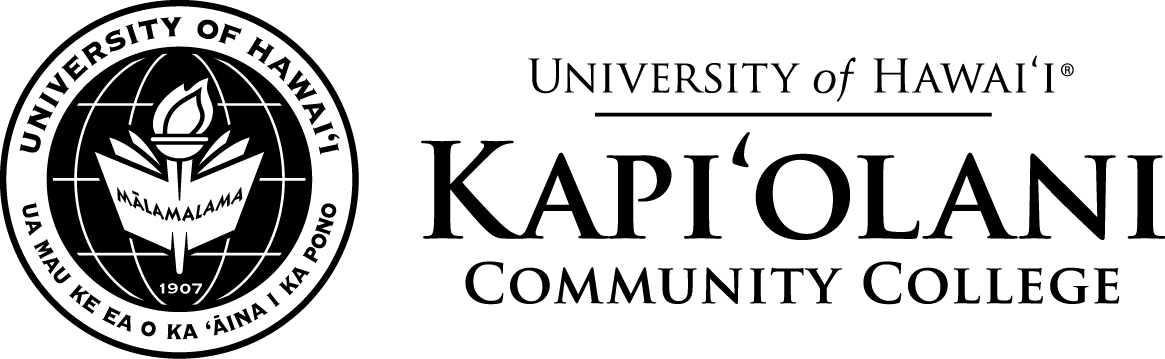 UNIVERSITY OF HAWAIʻI
MĀLAMALAMA
1907
UA MAU KE EA O KA ʻĀINA I KA PONO
UNIVERSITY of HAWAIʻI®
KAPIʻOLANI
COMMUNITY COLLEGE